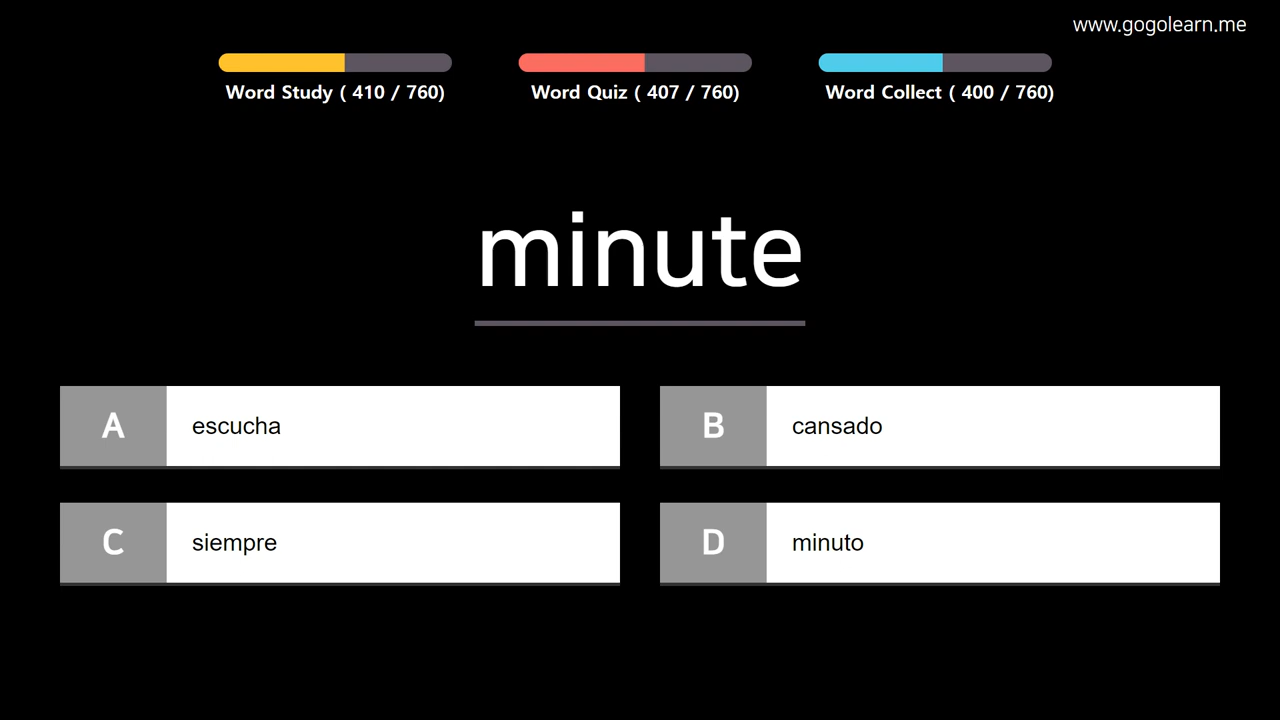 www.gogolearn.me
Word Study ( 410 / 760)
Word Quiz ( 407 / 760)
Word Collect ( 400 / 760)
minute
A escucha
B cansado
C siempre
D minuto